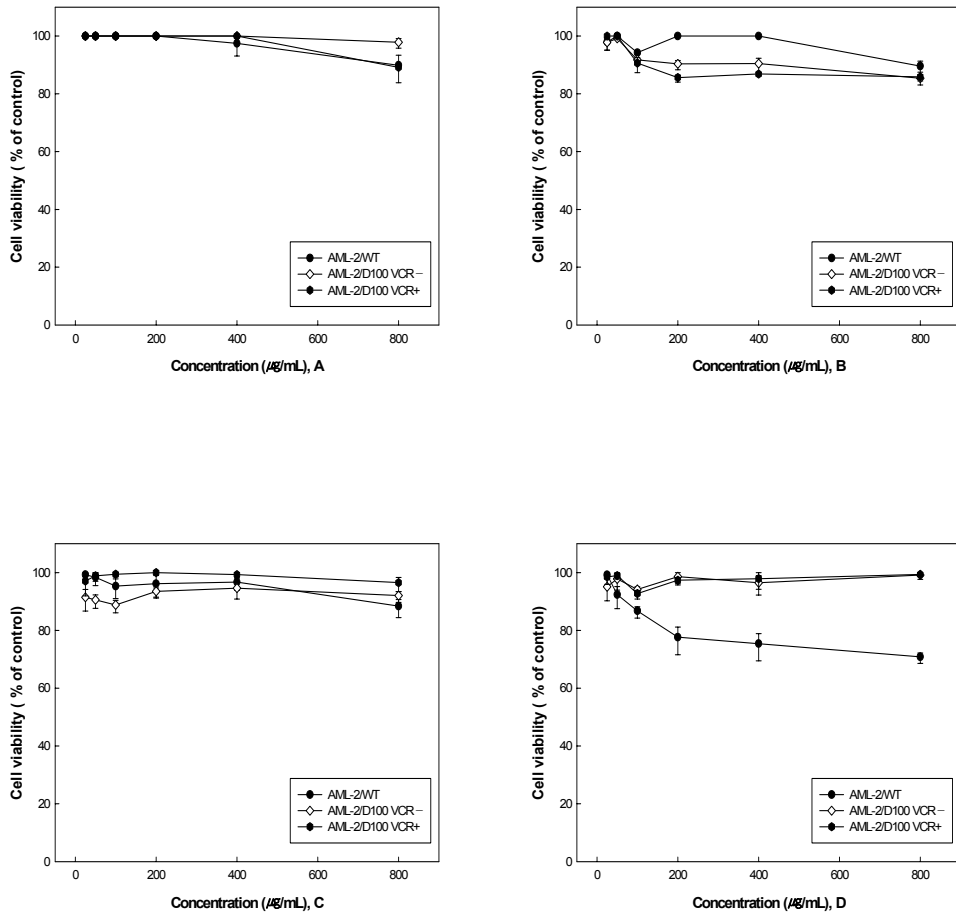 Cell viability ( % of control)
100
80
60
40
20
0
AML-2/WT
AML-2/D100 VCR−
AML-2/D100 VCR+
0 200 400 600 800
Concentration (㎍/mL), A
Cell viability ( % of control)
100
80
60
40
20
0
AML-2/WT
AML-2/D100 VCR−
AML-2/D100 VCR+
0 200 400 600 800
Concentration (㎍/mL), B
Cell viability ( % of control)
100
80
60
40
20
0
AML-2/WT
AML-2/D100 VCR−
AML-2/D100 VCR+
0 200 400 600 800
Concentration (㎍/mL), C
Cell viability ( % of control)
100
80
60
40
20
0
AML-2/WT
AML-2/D100 VCR−
AML-2/D100 VCR+
0 200 400 600 800
Concentration (㎍/mL), D